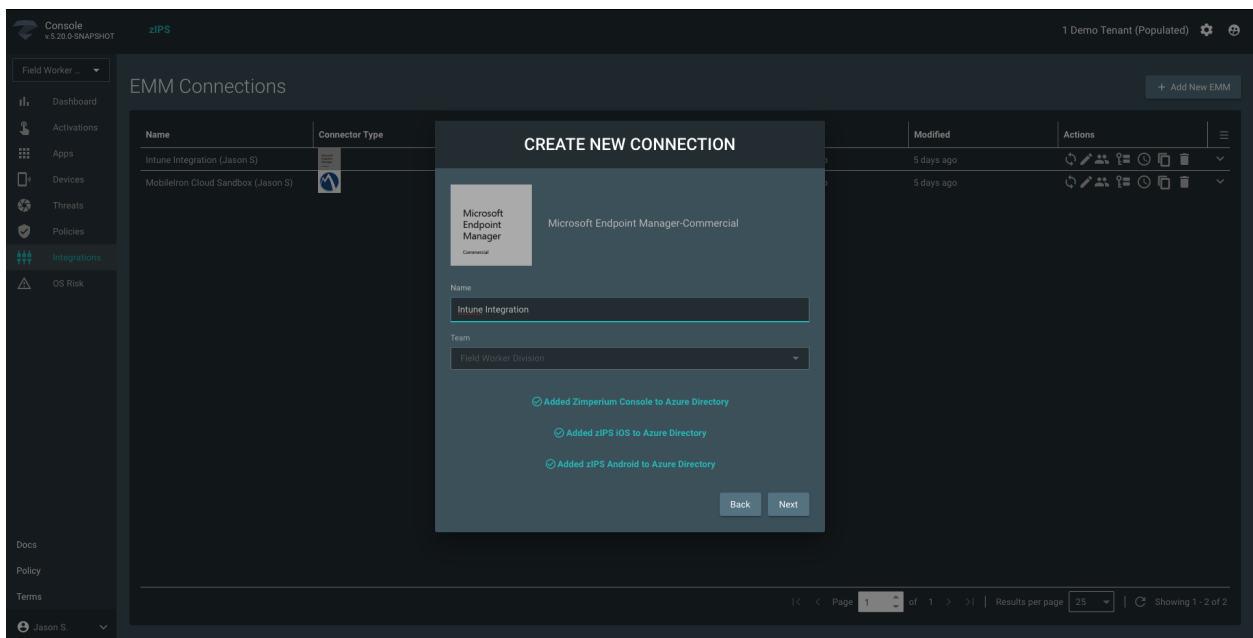 Console
v.5.20.0-SNAPSHOT
zIPS
1 Demo Tenant (Populated)
Field Worker ...
EMM Connections
+ Add New EMM
Dashboard
Activations
Apps
Devices
Threats
Policies
Integrations
OS Risk
Name
Connector Type
Modified
Actions
Intune Integration (Jason S)
5 days ago
MobileIron Cloud Sandbox (Jason S)
5 days ago
CREATE NEW CONNECTION
Microsoft
Endpoint
Manager
Commercial
Microsoft Endpoint Manager-Commercial
Name
Intune Integration
Team
Field Worker Division
Added Zimperium Console to Azure Directory
Added zIPS iOS to Azure Directory
Added zIPS Android to Azure Directory
Back
Next
Docs
Policy
Terms
Jason S.
Page 1 of 1
Results per page 25
Showing 1 - 2 of 2